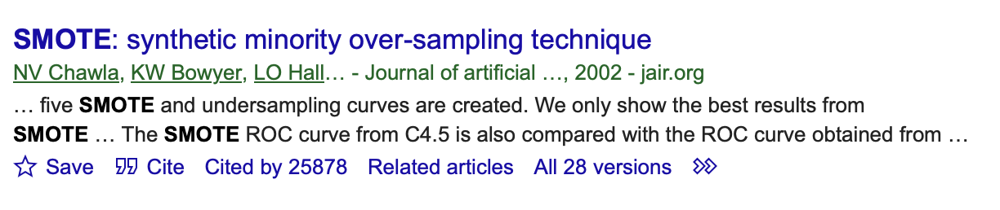 SMOTE: synthetic minority over-sampling technique
NV Chawla, KW Bowyer, LO Hall… - Journal of artificial …, 2002 - jair.org
… five SMOTE and undersampling curves are created. We only show the best results from
SMOTE … The SMOTE ROC curve from C4.5 is also compared with the ROC curve obtained from …
Save Cite Cited by 25878 Related articles All 28 versions